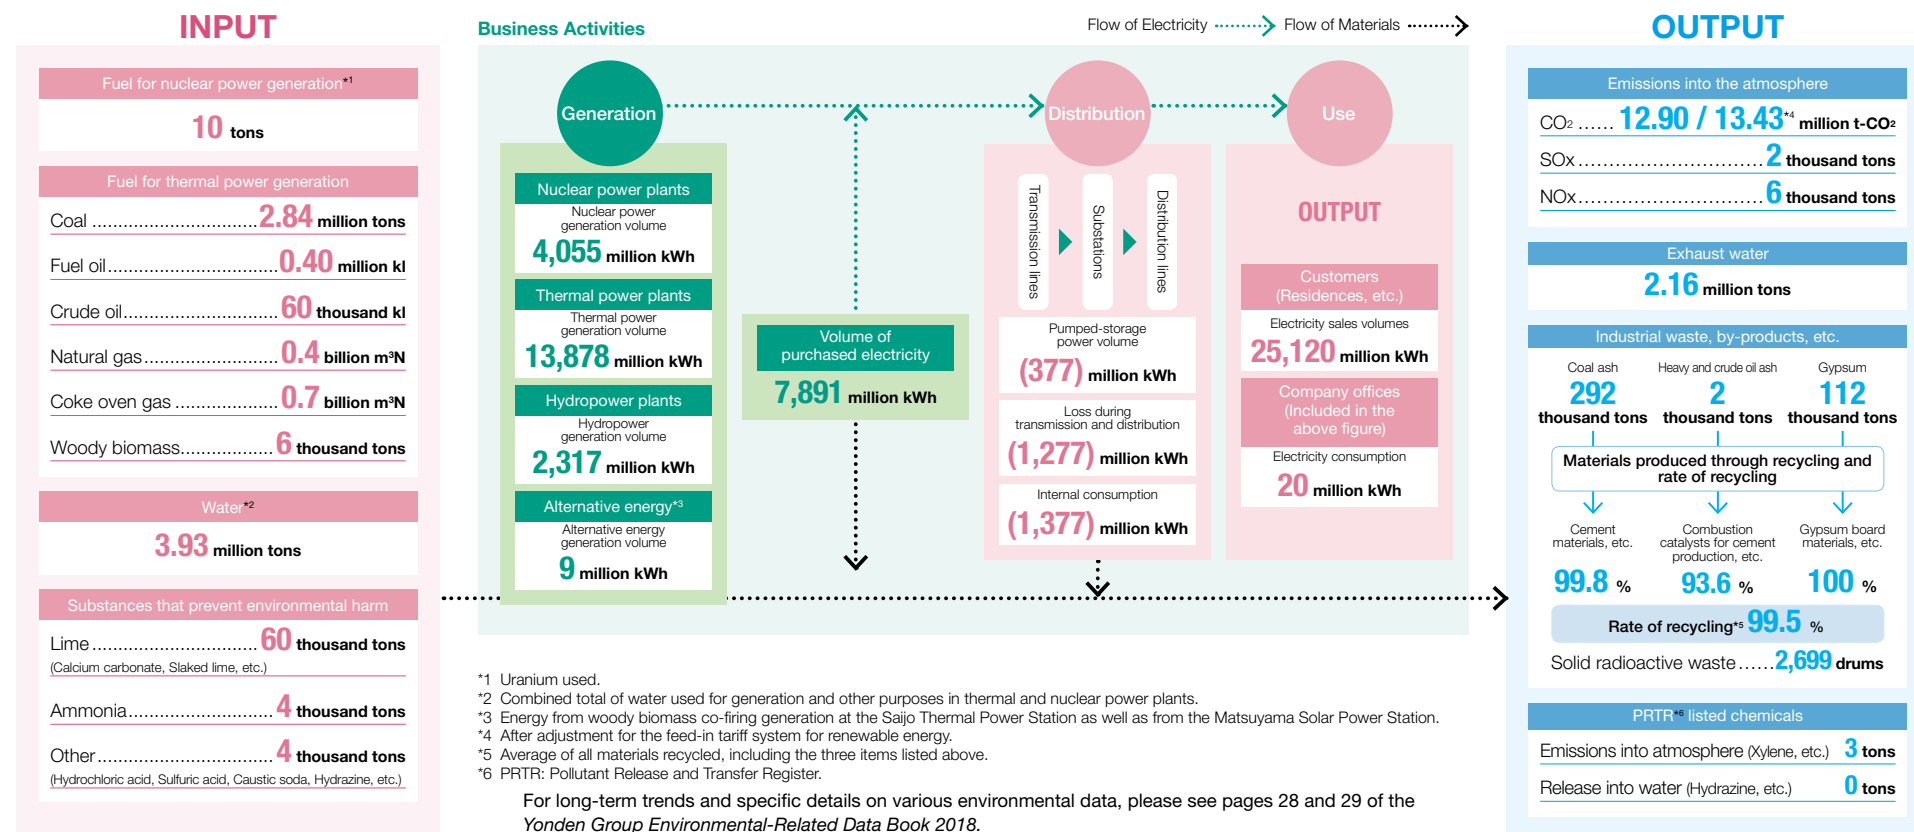 INPUT
Fuel for nuclear power generation*1
10 tons
Fuel for thermal power generation
Coal ............................... 2.84 million tons
Fuel oil ................................ 0.40 million kl
Crude oil ............................. 60 thousand kl
Natural gas ......................... 0.4 billion m³N
Coke oven gas ................... 0.7 billion m³N
Woody biomass ................. 6 thousand tons
Water*2
3.93 million tons
Substances that prevent environmental harm
Lime ............................... 60 thousand tons
(Calcium carbonate, Slaked lime, etc.)
Ammonia ........................... 4 thousand tons
Other ................................. 4 thousand tons
(Hydrochloric acid, Sulfuric acid, Caustic soda, Hydrazine, etc.)
Business Activities
Flow of Electricity
Flow of Materials
Generation
Distribution
Use
Nuclear power plants
Nuclear power
generation volume
4,055 million kWh
Thermal power plants
Thermal power
generation volume
13,878 million kWh
Hydropower plants
Hydropower
generation volume
2,317 million kWh
Alternative energy*3
Alternative energy
generation volume
9 million kWh
Volume of
purchased electricity
7,891 million kWh
Transmission lines
Substations
Distribution lines
Pumped-storage
power volume
(377) million kWh
Loss during
transmission and distribution
(1,277) million kWh
Internal consumption
(1,377) million kWh
OUTPUT
Customers
(Residences, etc.)
Electricity sales volumes
25,120 million kWh
Company offices
(Included in the
above figure)
Electricity consumption
20 million kWh
*1 Uranium used.
*2 Combined total of water used for generation and other purposes in thermal and nuclear power plants.
*3 Energy from woody biomass co-firing generation at the Saijo Thermal Power Station as well as from the Matsuyama Solar Power Station.
*4 After adjustment for the feed-in tariff system for renewable energy.
*5 Average of all materials recycled, including the three items listed above.
*6 PRTR: Pollutant Release and Transfer Register.
For long-term trends and specific details on various environmental data, please see pages 28 and 29 of the
Yonden Group Environmental-Related Data Book 2018.
OUTPUT
Emissions into the atmosphere
CO₂ ...... 12.90 / 13.43*4 million t-CO₂
SOx ................................. 2 thousand tons
NOx ................................. 6 thousand tons
Exhaust water
2.16 million tons
Industrial waste, by-products, etc.
Coal ash
292
thousand tons
Heavy and crude oil ash
2
thousand tons
Gypsum
112
thousand tons
Materials produced through recycling and
rate of recycling
Cement
materials, etc.
99.8 %
Combustion
catalysts for cement
production, etc.
93.6 %
Gypsum board
materials, etc.
100 %
Rate of recycling*5 99.5 %
Solid radioactive waste ...... 2,699 drums
PRTR*6 listed chemicals
Emissions into atmosphere (Xylene, etc.) 3 tons
Release into water (Hydrazine, etc.) 0 tons